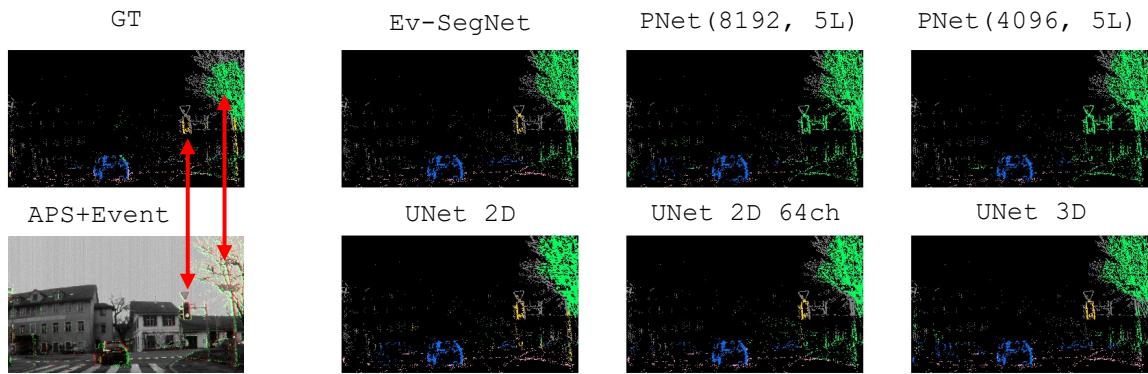 GT
Ev-SegNet
PNet(8192, 5L)
PNet(4096, 5L)
APS+Event
UNet 2D
UNet 2D 64ch
UNet 3D